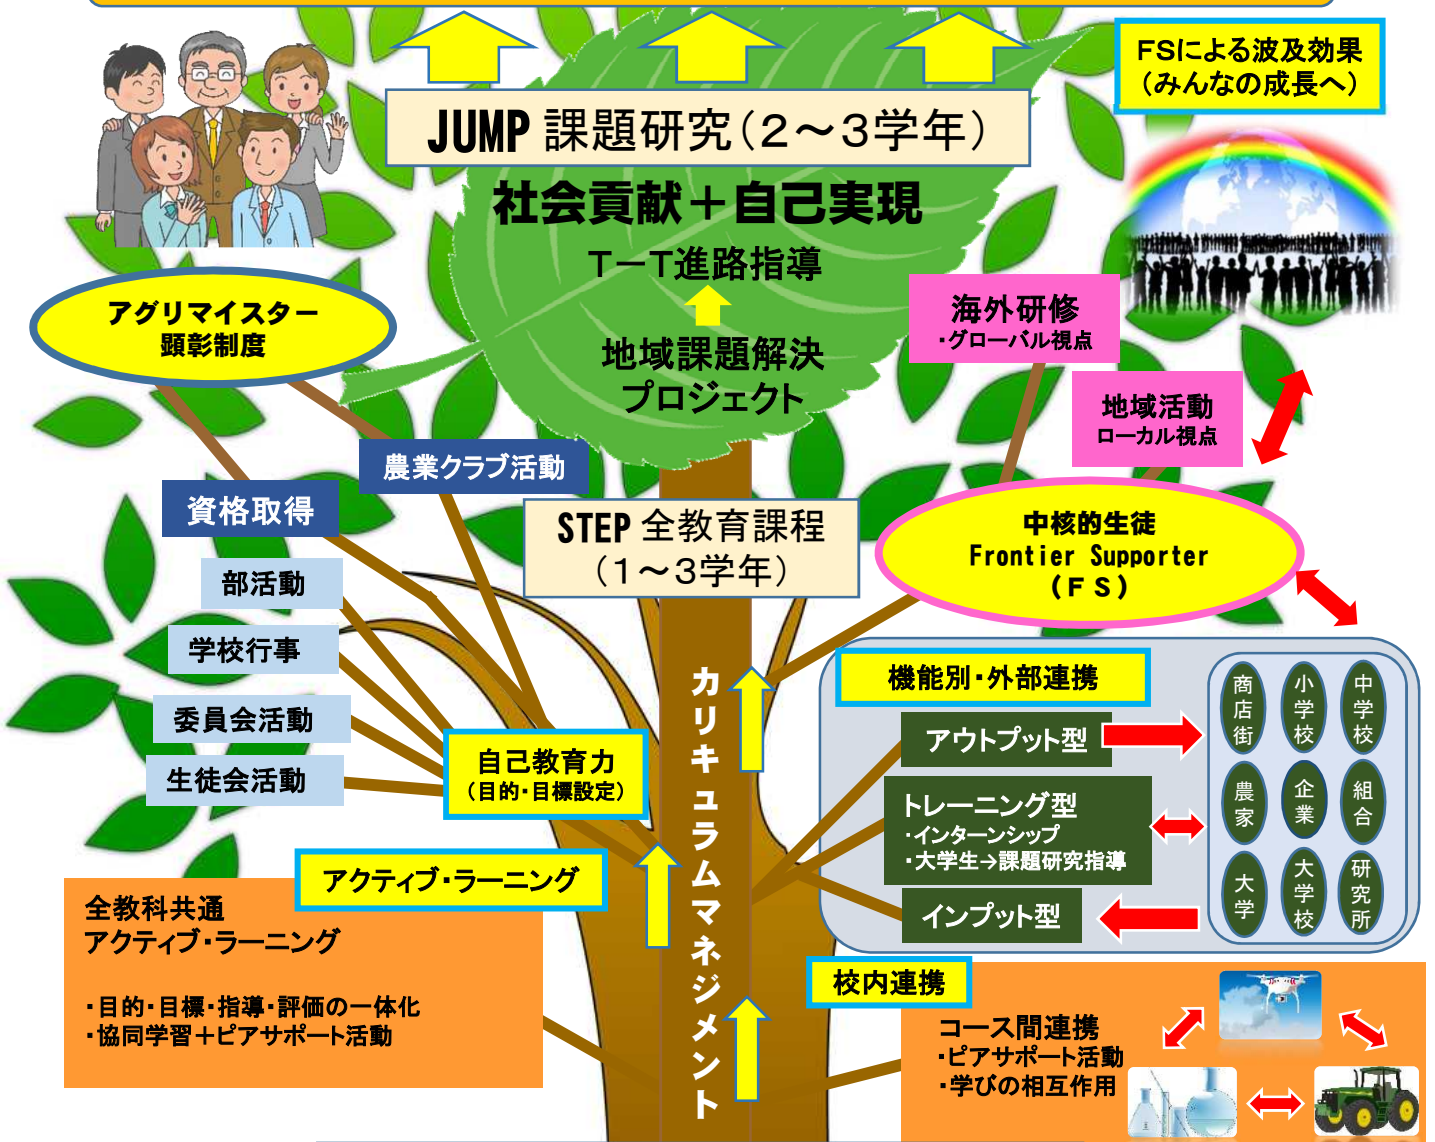 FSによる波及効果
(みんなの成長へ)
JUMP 課題研究(2~3学年)
社会貢献+自己実現
T-T進路指導
地域課題解決
プロジェクト
アグリマイスター
顕彰制度
海外研修
・グローバル視点
地域活動
ローカル視点
農業クラブ活動
資格取得
部活動
学校行事
委員会活動
生徒会活動
STEP 全教育課程
(1~3学年)
中核的生徒
Frontier Supporter
(FS)
自己教育力
(目的・目標設定)
カリキュラムマネジメント
機能別・外部連携
アウトプット型
トレーニング型
・インターンシップ
・大学生→課題研究指導
インプット型
商店街
小学校
中学校
農家
企業
組合
大学
大学校
研究所
アクティブ・ラーニング
全教科共通
アクティブ・ラーニング
・目的・目標・指導・評価の一体化
・協同学習+ピアサポート活動
校内連携
コース間連携
・ピアサポート活動
・学びの相互作用